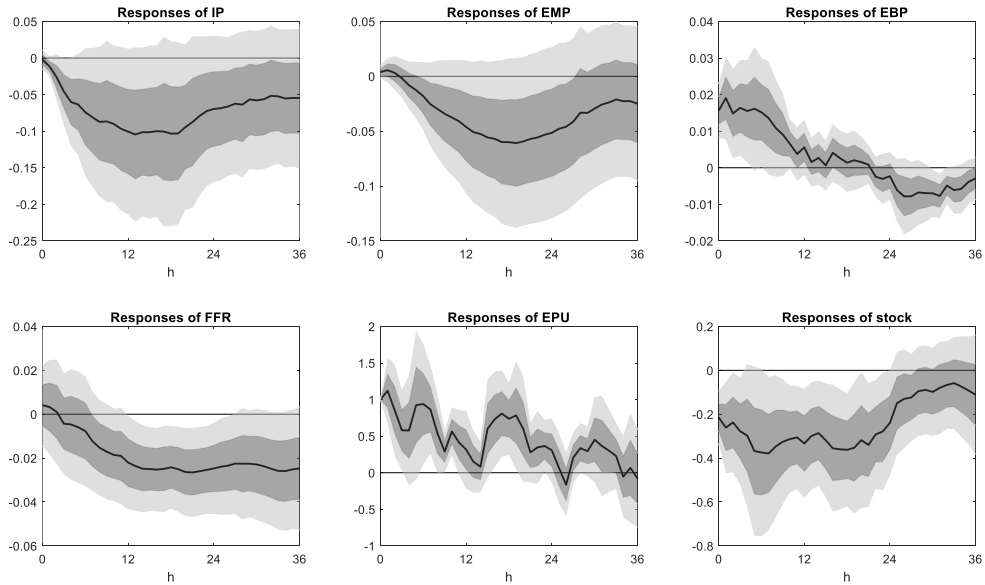 Responses of IP
0.05
0
-0.05
-0.1
-0.15
-0.2
-0.25
0 12 24 36
h
Responses of EMP
0.05
0
-0.05
-0.1
-0.15
0 12 24 36
h
Responses of EBP
0.04
0.03
0.02
0.01
0
-0.01
-0.02
0 12 24 36
h
Responses of FFR
0.04
0.02
0
-0.02
-0.04
-0.06
0 12 24 36
h
Responses of EPU
2
1.5
1
0.5
0
-0.5
-1
0 12 24 36
h
Responses of stock
0.2
0
-0.2
-0.4
-0.6
-0.8
0 12 24 36
h